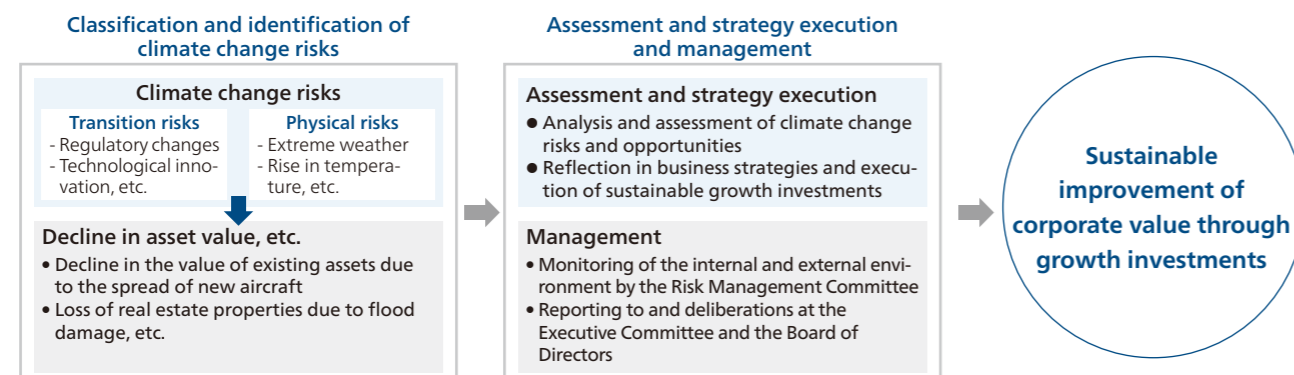 Classification and identification of
climate change risks
Climate change risks
Transition risks
- Regulatory changes
- Technological inno-
vation, etc.
Physical risks
- Extreme weather
- Rise in tempera-
ture, etc.
Decline in asset value, etc.
• Decline in the value of existing assets due
to the spread of new aircraft
• Loss of real estate properties due to flood
damage, etc.
Assessment and strategy execution
and management
Assessment and strategy execution
● Analysis and assessment of climate change
risks and opportunities
● Reflection in business strategies and execu-
tion of sustainable growth investments
Management
• Monitoring of the internal and external envi-
ronment by the Risk Management Committee
• Reporting to and deliberations at the
Executive Committee and the Board of
Directors
Sustainable
improvement of
corporate value through
growth investments